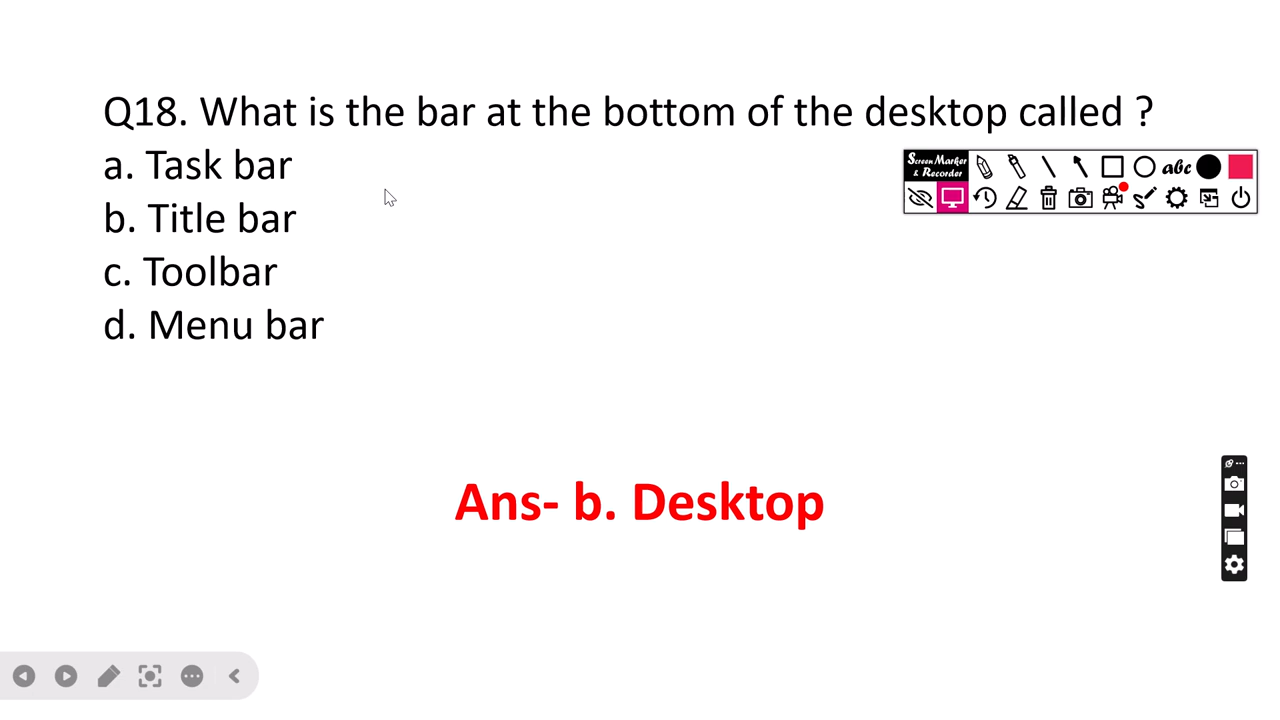 Q18. What is the bar at the bottom of the desktop called ?
a. Task bar
Screen Marker
& Recorder
abc
b. Title bar
c. Toolbar
d. Menu bar
Ans- b. Desktop